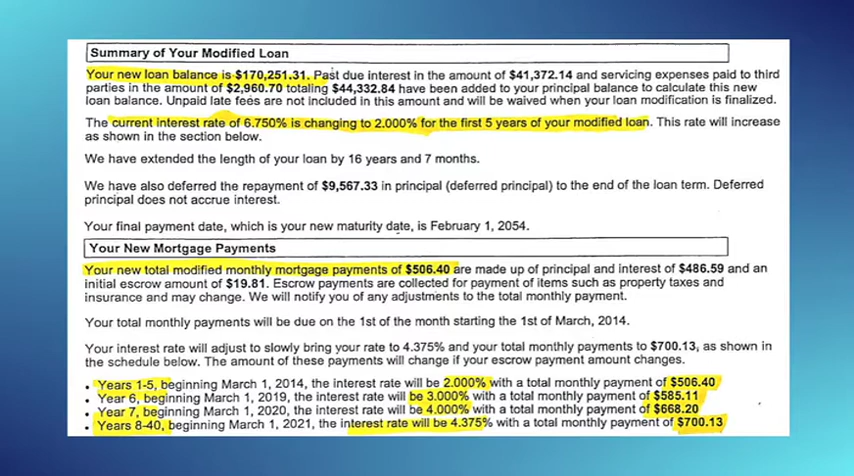 Summary of Your Modified Loan
Your new loan balance is $170,251.31. Past due interest in the amount of $41,372.14 and servicing expenses paid to third
parties in the amount of $2,960.70 totaling $44,332.84 have been added to your principal balance to calculate this new
loan balance. Unpaid late fees are not included in this amount and will be waived when your loan modification is finalized.
The current interest rate of 6.750% is changing to 2.000% for the first 5 years of your modified loan. This rate will increase
as shown in the section below.
We have extended the length of your loan by 16 years and 7 months.
We have also deferred the repayment of $9,567.33 in principal (deferred principal) to the end of the loan term. Deferred
principal does not accrue interest.
Your final payment date, which is your new maturity date, is February 1, 2054.
Your New Mortgage Payments
Your new total modified monthly mortgage payments of $506.40 are made up of principal and interest of $486.59 and an
initial escrow amount of $19.81. Escrow payments are collected for payment of items such as property taxes and
insurance and may change. We will notify you of any adjustments to the total monthly payment.
Your total monthly payments will be due on the 1st of the month starting the 1st of March, 2014.
Your interest rate will adjust to slowly bring your rate to 4.375% and your total monthly payments to $700.13, as shown in
the schedule below. The amount of these payments will change if your escrow payment amount changes.
• Years 1-5, beginning March 1, 2014, the interest rate will be 2.000% with a total monthly payment of $506.40
• Year 6, beginning March 1, 2019, the interest rate will be 3.000% with a total monthly payment of $585.11
• Year 7, beginning March 1, 2020, the interest rate will be 4.000% with a total monthly payment of $668.20
• Years 8-40, beginning March 1, 2021, the interest rate will be 4.375% with a total monthly payment of $700.13